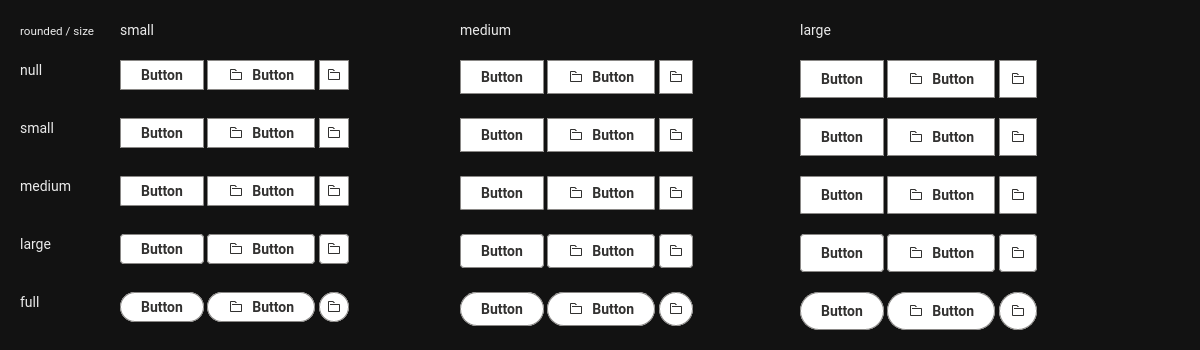 rounded / size small medium large
null Button Button Button Button Button Button
small Button Button Button Button Button Button
medium Button Button Button Button Button Button
large Button Button Button Button Button Button
full Button Button Button Button Button Button